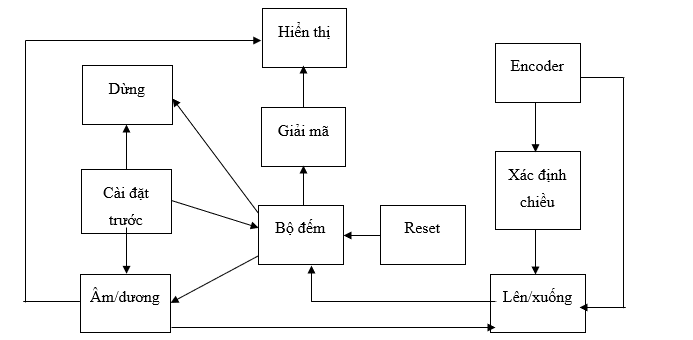 Hiển thị
Encoder
Dừng
Giải mã
Xác định
chiều
Cài đặt
trước
Bộ đếm
Reset
Âm/dương
Lên/xuống